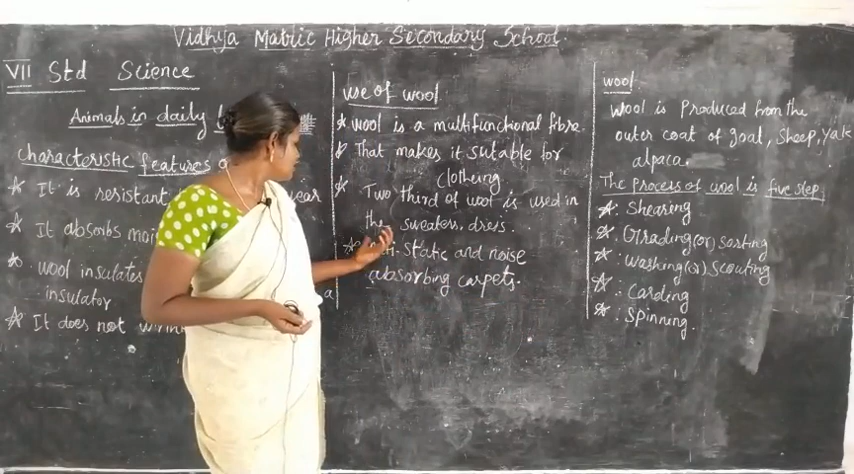 Vidhya Matric Higher Secondary School.
VII Std Science
Animals in daily
characteristic features
☆ It is resistant
☆ It absorbs
☆ wool insulates
insulator
☆ It does not
a
use of wool
☆ wool is a multifunctional fibre.
☆ That makes it sutable for
clotheing
☆ Two third of wool is used in
the sweaters, dreis.
☆ static and noise
absorbing carpets.
wool
wool is produced from the
outer coat of goat, sheep, yak
alpaca.
The process of wool is five step.
☆: Shearing
☆: Grading (or) sorting
☆: washing (or) scouting
☆: carding
☆: spinning.